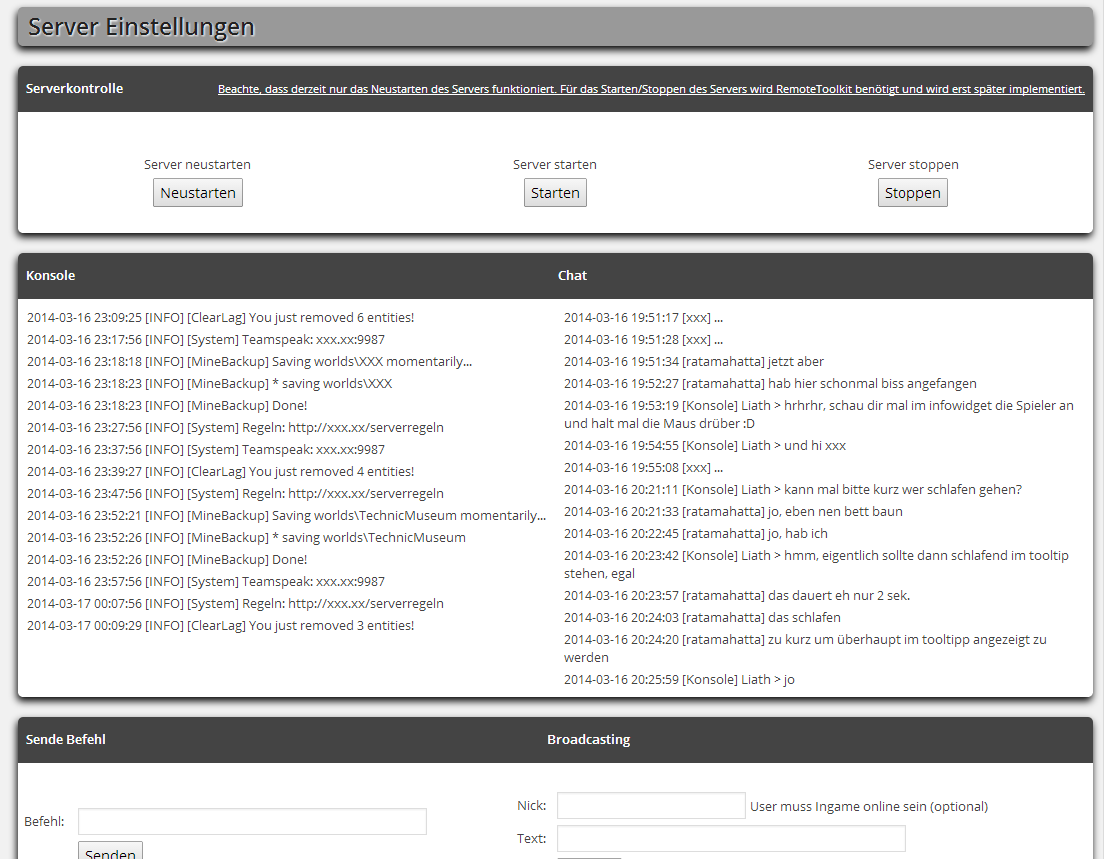 Server Einstellungen
Serverkontrolle
Beachte, dass derzeit nur das Neustarten des Servers funktioniert. Für das Starten/Stoppen des Servers wird RemoteToolkit benötigt und wird erst später implementiert.
Server neustarten
Neustarten
Server starten
Starten
Server stoppen
Stoppen
Konsole
2014-03-16 23:09:25 [INFO] [ClearLag] You just removed 6 entities!
2014-03-16 23:17:56 [INFO] [System] Teamspeak: xxx.xx:9987
2014-03-16 23:18:18 [INFO] [MineBackup] Saving worlds\XXX momentarily...
2014-03-16 23:18:23 [INFO] [MineBackup] * saving worlds\XXX
2014-03-16 23:18:23 [INFO] [MineBackup] Done!
2014-03-16 23:27:56 [INFO] [System] Regeln: http://xxx.xx/serverregeln
2014-03-16 23:37:56 [INFO] [System] Teamspeak: xxx.xx:9987
2014-03-16 23:39:27 [INFO] [ClearLag] You just removed 4 entities!
2014-03-16 23:47:56 [INFO] [System] Regeln: http://xxx.xx/serverregeln
2014-03-16 23:52:21 [INFO] [MineBackup] Saving worlds\TechnicMuseum momentarily...
2014-03-16 23:52:26 [INFO] [MineBackup] * saving worlds\TechnicMuseum
2014-03-16 23:52:26 [INFO] [MineBackup] Done!
2014-03-16 23:57:56 [INFO] [System] Teamspeak: xxx.xx:9987
2014-03-17 00:07:56 [INFO] [System] Regeln: http://xxx.xx/serverregeln
2014-03-17 00:09:29 [INFO] [ClearLag] You just removed 3 entities!
Chat
2014-03-16 19:51:17 [xxx] ...
2014-03-16 19:51:28 [xxx] ...
2014-03-16 19:51:34 [ratamahatta] jetzt aber
2014-03-16 19:52:27 [ratamahatta] hab hier schonmal biss angefangen
2014-03-16 19:53:19 [Konsole] Liath > hrhrhr, schau dir mal im infowidget die Spieler an
und halt mal die Maus drüber :D
2014-03-16 19:54:55 [Konsole] Liath > und hi xxx
2014-03-16 19:55:08 [xxx] ...
2014-03-16 20:21:11 [Konsole] Liath > kann mal bitte kurz wer schlafen gehen?
2014-03-16 20:21:33 [ratamahatta] jo, eben nen bett baun
2014-03-16 20:22:45 [ratamahatta] jo, hab ich
2014-03-16 20:23:42 [Konsole] Liath > hmm, eigentlich sollte dann schlafend im tooltip
stehen, egal
2014-03-16 20:23:57 [ratamahatta] das dauert eh nur 2 sek.
2014-03-16 20:24:03 [ratamahatta] das schlafen
2014-03-16 20:24:20 [ratamahatta] zu kurz um überhaupt im tooltipp angezeigt zu
werden
2014-03-16 20:25:59 [Konsole] Liath > jo
Sende Befehl
Befehl:
Senden
Broadcasting
Nick:
User muss Ingame online sein (optional)
Text: